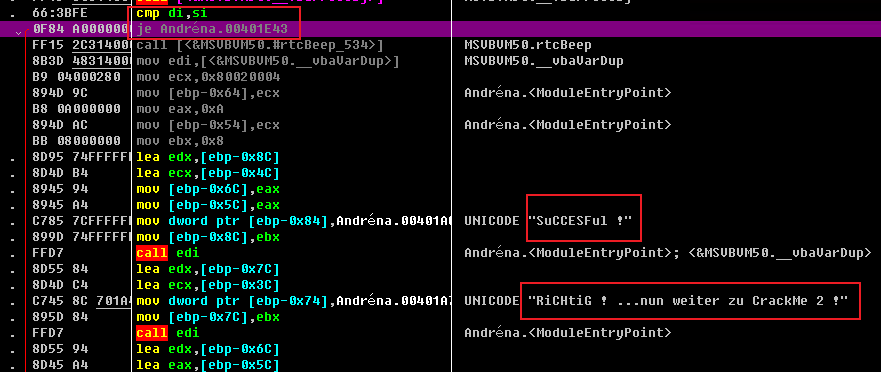 66:3BFE cmp di,si
0F84 A0000000 je Andréna.00401E43
FF15 2C314000 call [<&MSVBVM50.#rtcBeep_534>] MSVBVM50.rtcBeep
8B3D 48314000 mov edi,[<&MSVBVM50.__vbaVarDup>] MSVBVM50.__vbaVarDup
B9 04000280 mov ecx,0x80020004
894D 9C mov [ebp-0x64],ecx Andréna.<ModuleEntryPoint>
B8 0A000000 mov eax,0xA
894D AC mov [ebp-0x54],ecx Andréna.<ModuleEntryPoint>
BB 08000000 mov ebx,0x8
8D95 74FFFFFF lea edx,[ebp-0x8C]
8D4D B4 lea ecx,[ebp-0x4C]
8945 94 mov [ebp-0x6C],eax
8945 A4 mov [ebp-0x5C],eax
C785 7CFFFFFF mov dword ptr [ebp-0x84],Andréna.00401A UNICODE "SuCCESFul !"
899D 74FFFFFF mov [ebp-0x8C],ebx
FFD7 call edi Andréna.<ModuleEntryPoint>; <&MSVBVM50.__vbaVarDup>
8D55 84 lea edx,[ebp-0x7C]
8D4D C4 lea ecx,[ebp-0x3C]
C745 8C 701A4 mov dword ptr [ebp-0x74],Andréna.00401A7 UNICODE "RiCHtiG ! ...nun weiter zu CrackMe 2 !"
895D 84 mov [ebp-0x7C],ebx
FFD7 call edi Andréna.<ModuleEntryPoint>
8D55 94 lea edx,[ebp-0x6C]
8D45 A4 lea eax,[ebp-0x5C]